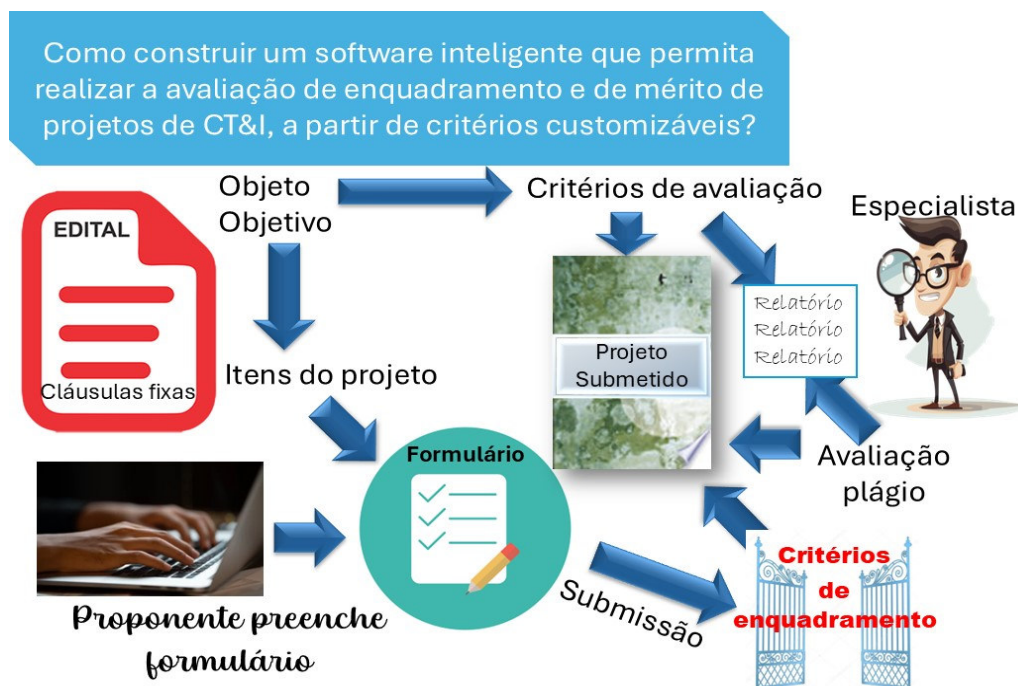 Como construir um software inteligente que permita
realizar a avaliação de enquadramento e de mérito de
projetos de CT&I, a partir de critérios customizáveis?
Objeto
Objetivo
Critérios de avaliação
Especialista
EDITAL
Cláusulas fixas
Relatório
Relatório
Relatório
Projeto
Submetido
Itens do projeto
Formulário
Avaliação
plágio
Proponente preenche
formulário
Submissão
Critérios
de
enquadramento